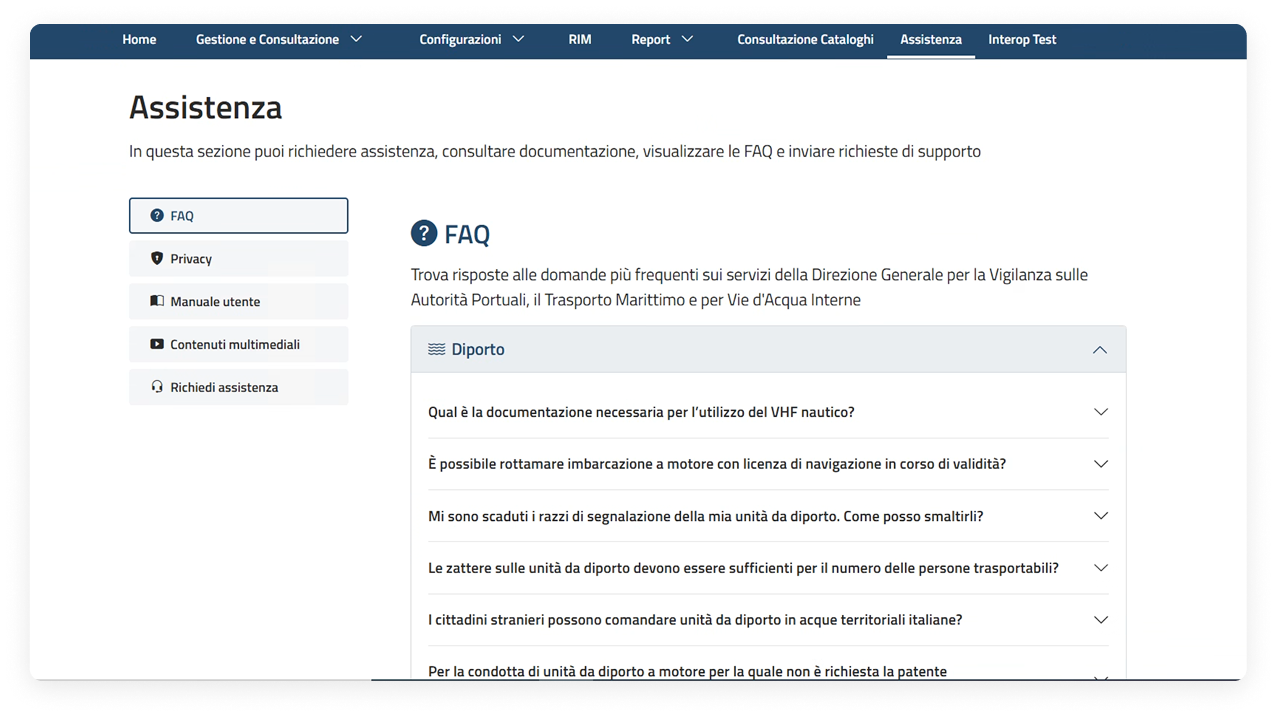 Home Gestione e Consultazione Configurazioni RIM Report Consultazione Cataloghi Assistenza Interop Test
Assistenza
In questa sezione puoi richiedere assistenza, consultare documentazione, visualizzare le FAQ e inviare richieste di supporto
FAQ
Privacy
Manuale utente
Contenuti multimediali
Richiedi assistenza
FAQ
Trova risposte alle domande più frequenti sui servizi della Direzione Generale per la Vigilanza sulle
Autorità Portuali, il Trasporto Marittimo e per Vie d'Acqua Interne
Diporto
Qual è la documentazione necessaria per l’utilizzo del VHF nautico?
È possibile rottamare imbarcazione a motore con licenza di navigazione in corso di validità?
Mi sono scaduti i razzi di segnalazione della mia unità da diporto. Come posso smaltirli?
Le zattere sulle unità da diporto devono essere sufficienti per il numero delle persone trasportabili?
I cittadini stranieri possono comandare unità da diporto in acque territoriali italiane?
Per la condotta di unità da diporto a motore per la quale non è richiesta la patente